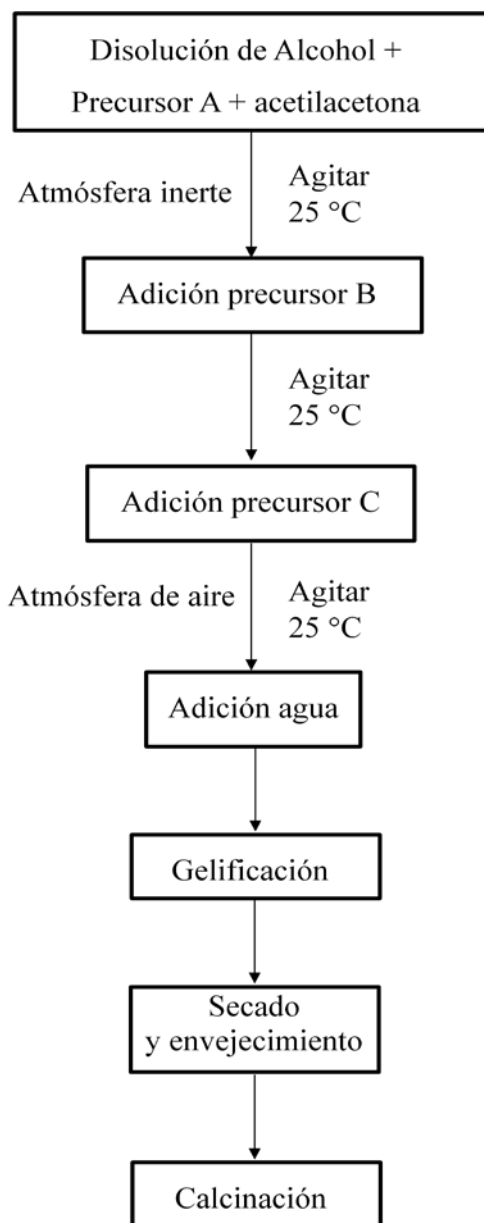 Disolución de Alcohol +
Precursor A + acetilacetona
Atmósfera inerte
Agitar
25 °C
Adición precursor B
Agitar
25 °C
Adición precursor C
Atmósfera de aire
Agitar
25 °C
Adición agua
Gelificación
Secado
y envejecimiento
Calcinación